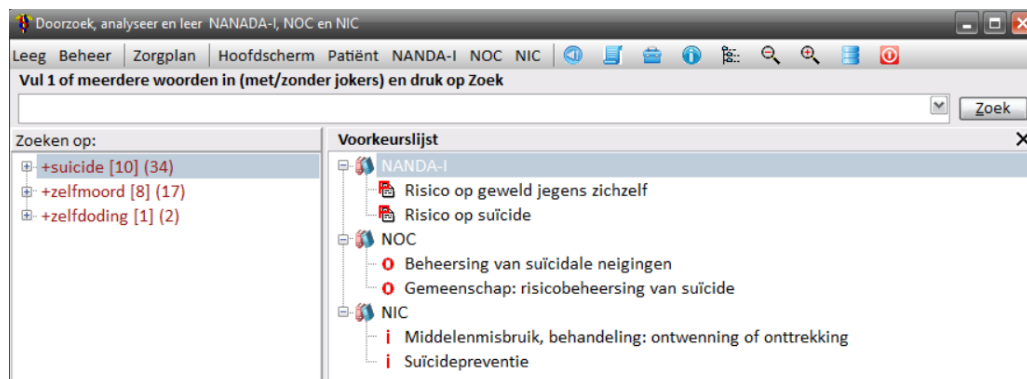 Doorzoek, analyseer en leer NANADA-I, NOC en NIC
Leeg Beheer Zorgplan Hoofdscherm Patiënt NANDA-I NOC NIC
Vul 1 of meerdere woorden in (met/zonder jokers) en druk op Zoek
Zoek
Zoeken op:
+suicide [10] (34)
+zelfmoord [8] (17)
+zelfdoding [1] (2)
Voorkeurslijst
NANDA-I
Risico op geweld jegens zichzelf
Risico op suïcide
NOC
Beheersing van suïcidale neigingen
Gemeenschap: risicobeheersing van suïcide
NIC
Middelenmisbruik, behandeling: ontwenning of onttrekking
Suïcidepreventie